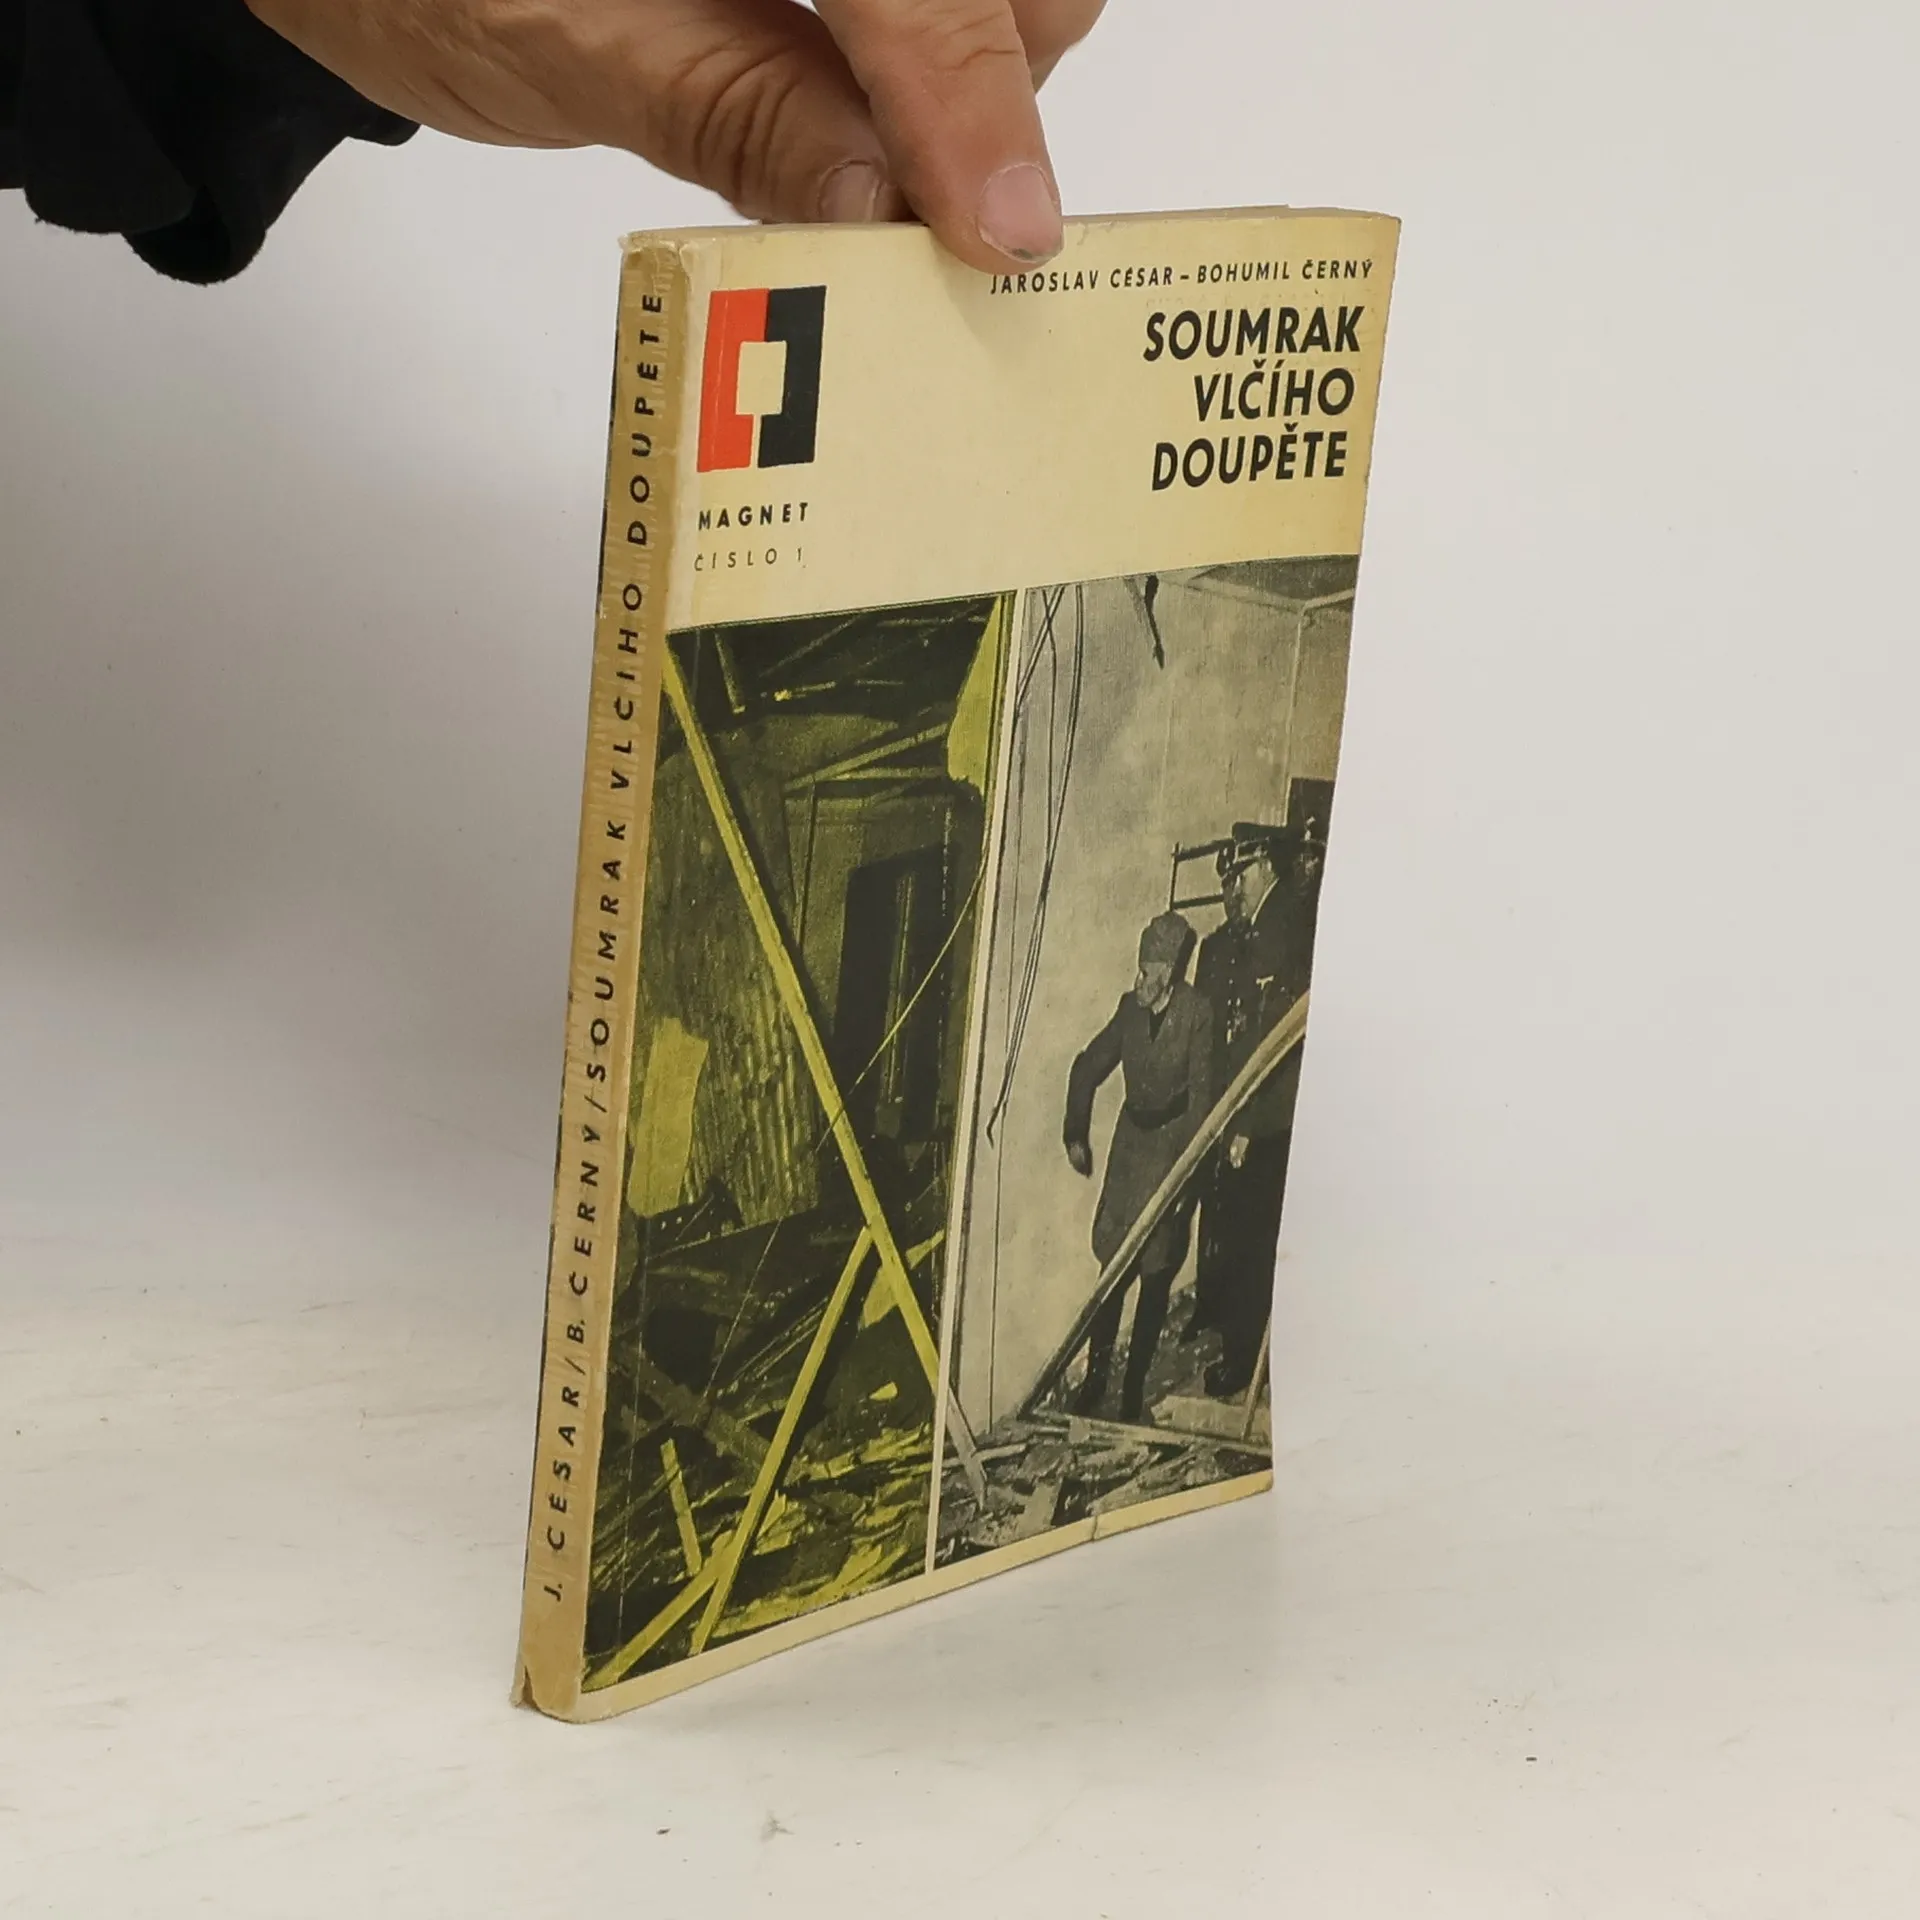 JAROSLAV CÉSAR – BOHUMIL ČERNÝ
SOUMRAK
VLČÍHO
DOUPĚTE
MAGNET
ČÍSLO 1
J. CÉSAR / B. ČERNÝ / SOUMRAK VLČÍHO DOUPĚTE